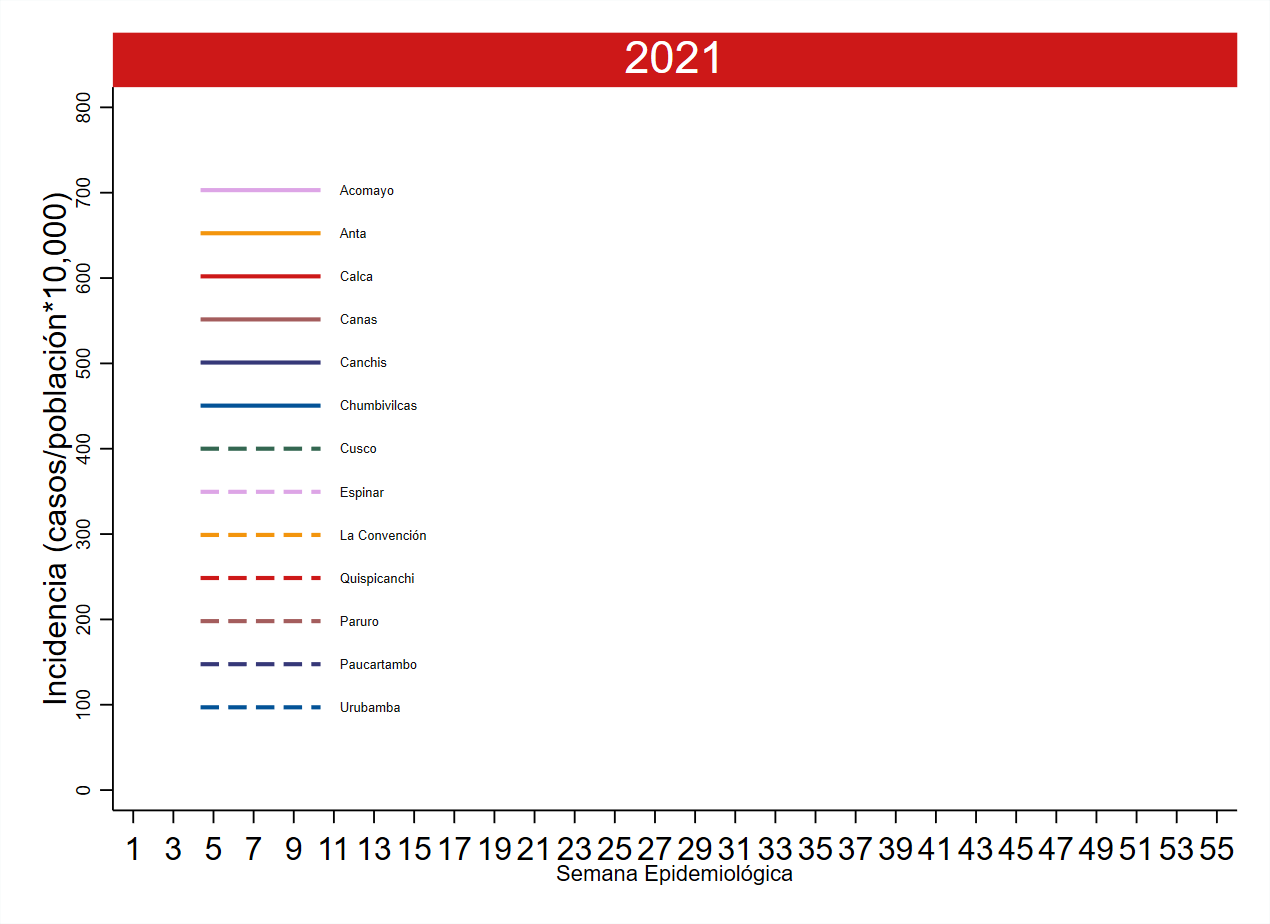 2021
Incidencia (casos/población*10,000)
800
700
600
500
400
300
200
100
0
Acomayo
Anta
Calca
Canas
Canchis
Chumbivilcas
Cusco
Espinar
La Convención
Quispicanchi
Paruro
Paucartambo
Urubamba
1 3 5 7 9 11 13 15 17 19 21 23 25 27 29 31 33 35 37 39 41 43 45 47 49 51 53 55
Semana Epidemiológica